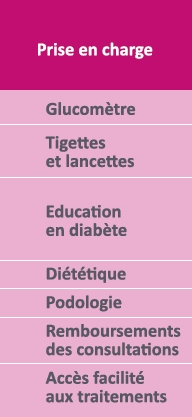 Prise en charge
Glucomètre
Tigettes
et lancettes
Education
en diabète
Diététique
Podologie
Remboursements
des consultations
Accès facilité
aux traitements